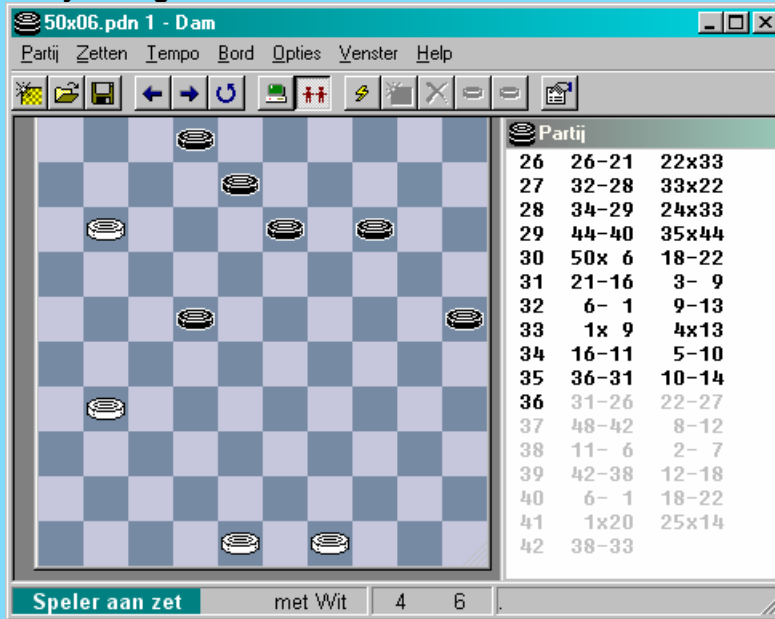 50x06.pdn 1 - Dam
Partij Zetten Tempo Bord Opties Venster Help
Partij
26 26-21 22x33
27 32-28 33x22
28 34-29 24x33
29 44-40 35x44
30 50x 6 18-22
31 21-16 3- 9
32 6- 1 9-13
33 1x 9 4x13
34 16-11 5-10
35 36-31 10-14
36 31-26 22-27
37 48-42 8-12
38 11- 6 2- 7
39 42-38 12-18
40 6- 1 18-22
41 1x20 25x14
42 38-33
Speler aan zet met Wit 4 6 .